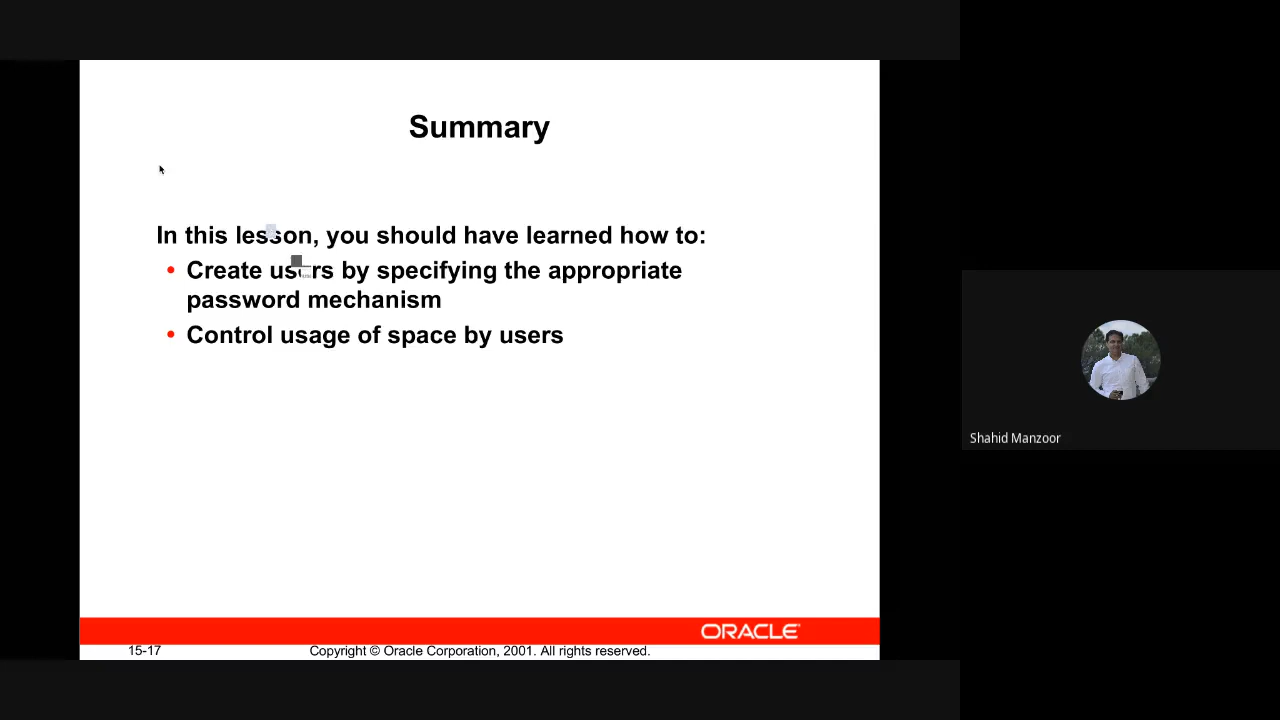 Summary
In this lesson, you should have learned how to:
• Create users by specifying the appropriate
password mechanism
• Control usage of space by users
ORACLE
15-17 Copyright © Oracle Corporation, 2001. All rights reserved.
Shahid Manzoor